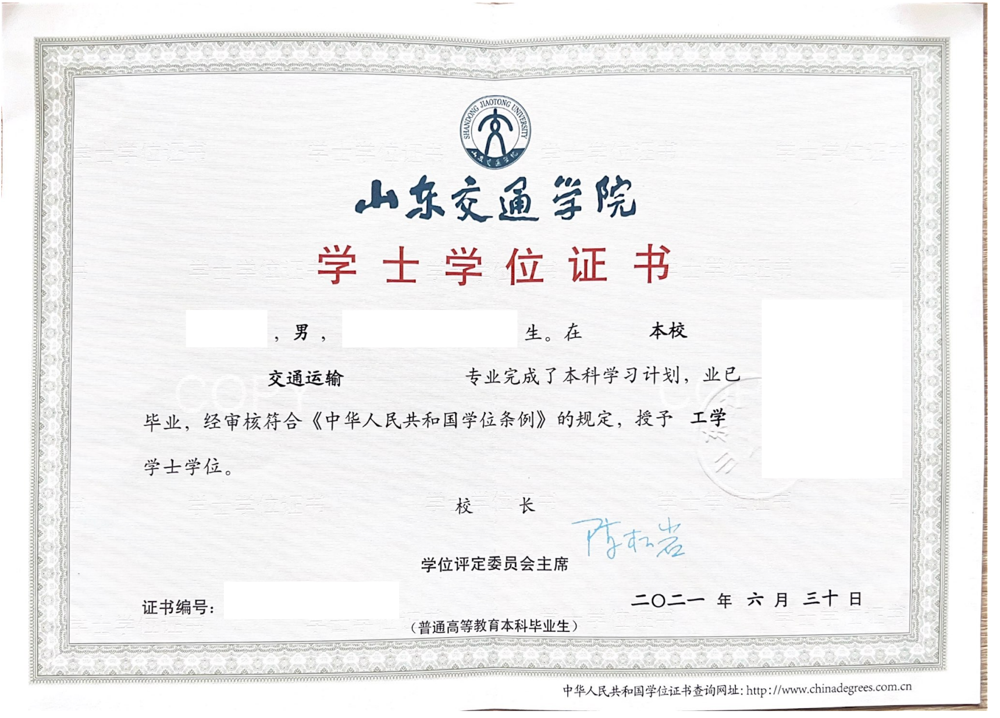 SHANDONG JIAOTONG UNIVERSITY
山东交通学院
山东交通学院
学士学位证书
，男， 生。在 本校
交通运输 专业完成了本科学习计划，业已
毕业，经审核符合《中华人民共和国学位条例》的规定，授予 工学
学士学位。
校 长
陈松岩
学位评定委员会主席
证书编号：
二〇二一 年 六 月 三十 日
（普通高等教育本科毕业生）
中华人民共和国学位证书查询网址：http://www.chinadegrees.com.cn